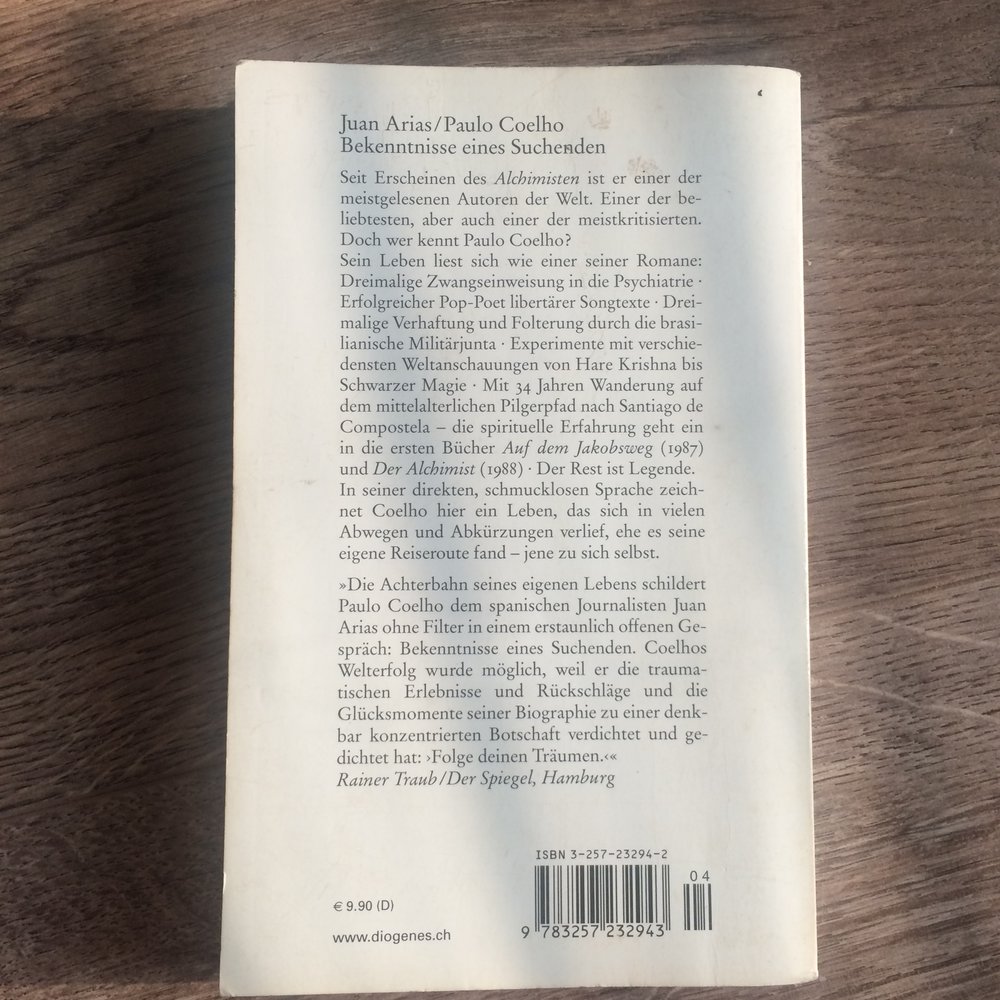 Juan Arias/Paulo Coelho
Bekenntnisse eines Suchenden
Seit Erscheinen des Alchimisten ist er einer der
meistgelesenen Autoren der Welt. Einer der be-
liebtesten, aber auch einer der meistkritisierten.
Doch wer kennt Paulo Coelho?
Sein Leben liest sich wie einer seiner Romane:
Dreimalige Zwangseinweisung in die Psychiatrie ·
Erfolgreicher Pop-Poet libertärer Songtexte · Drei-
malige Verhaftung und Folterung durch die brasi-
lianische Militärjunta · Experimente mit verschie-
densten Weltanschauungen von Hare Krishna bis
Schwarzer Magie · Mit 34 Jahren Wanderung auf
dem mittelalterlichen Pilgerpfad nach Santiago de
Compostela – die spirituelle Erfahrung geht ein
in die ersten Bücher Auf dem Jakobsweg (1987)
und Der Alchimist (1988) · Der Rest ist Legende.
In seiner direkten, schmucklosen Sprache zeich-
net Coelho hier ein Leben, das sich in vielen
Abwegen und Abkürzungen verlief, ehe es seine
eigene Reiseroute fand – jene zu sich selbst.
»Die Achterbahn seines eigenen Lebens schildert
Paulo Coelho dem spanischen Journalisten Juan
Arias ohne Filter in einem erstaunlich offenen Ge-
spräch: Bekenntnisse eines Suchenden. Coelhos
Welterfolg wurde möglich, weil er die trauma-
tischen Erlebnisse und Rückschläge und die
Glücksmomente seiner Biographie zu einer denk-
bar konzentrierten Botschaft verdichtet und ge-
dichtet hat: ›Folge deinen Träumen.‹«
Rainer Traub/Der Spiegel, Hamburg
ISBN 3-257-23294-2
04
€ 9.90 (D)
www.diogenes.ch
9 783257 232943